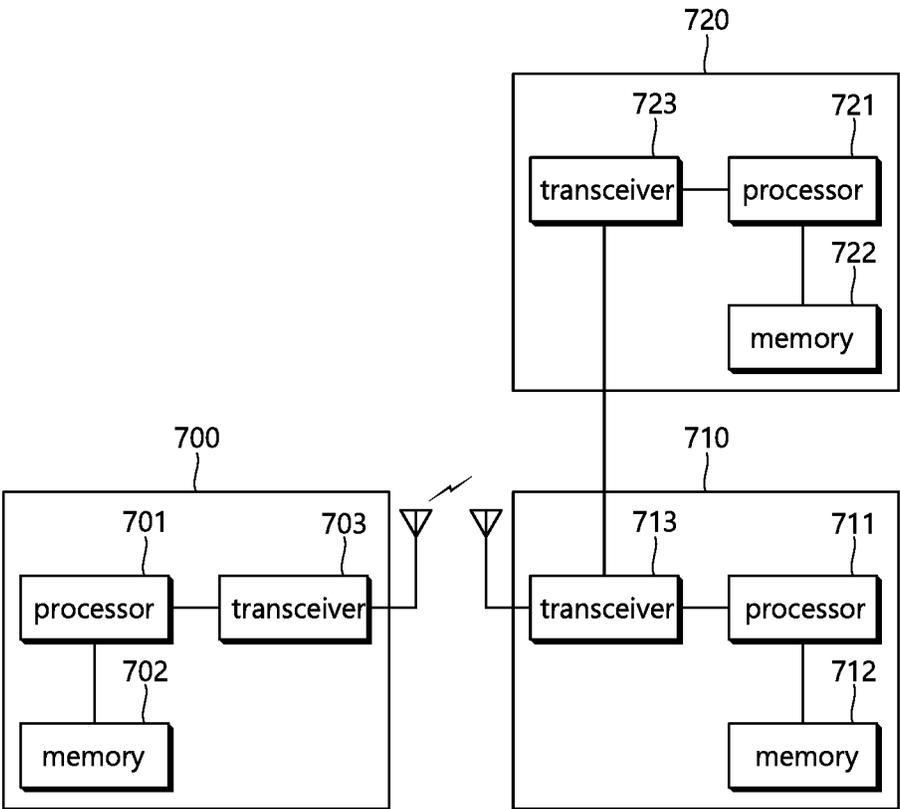 720
723 721
transceiver processor
722
memory
700 710
701 703 713 711
processor transceiver transceiver processor
702 712
memory memory